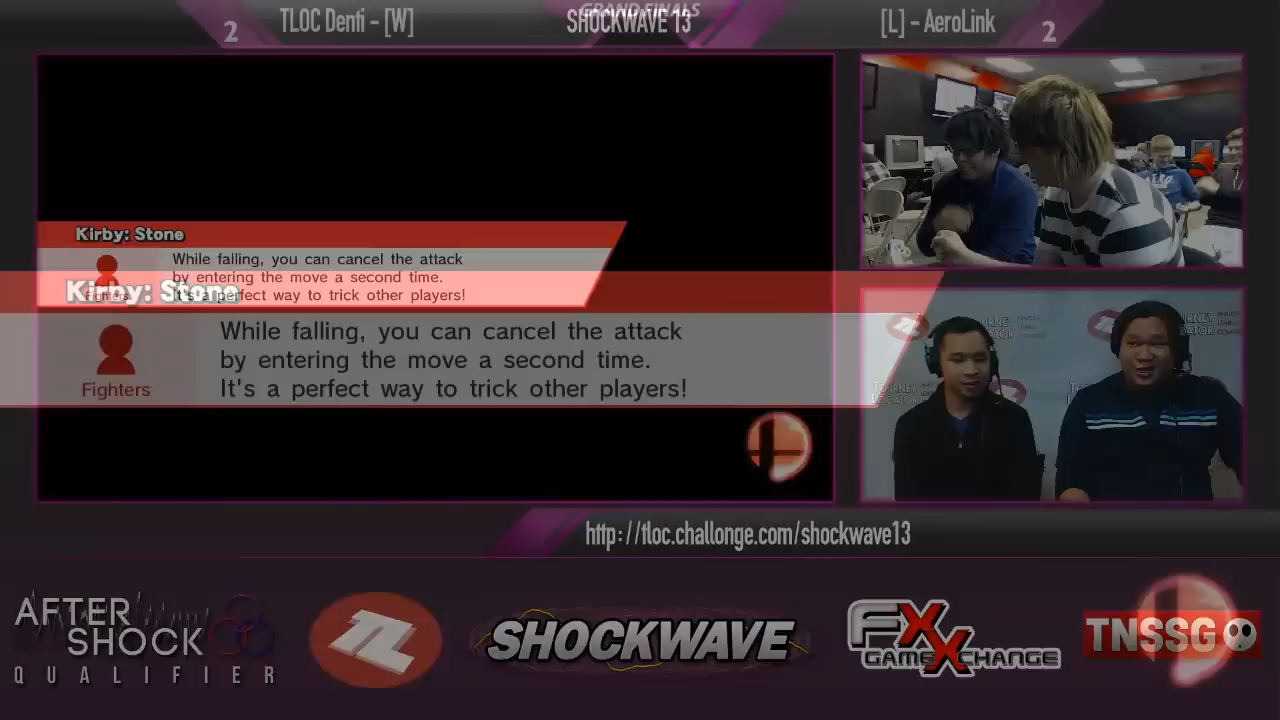 2
TLOC Denti - [W]
GRAND FINALS
SHOCKWAVE 13
[L] - AeroLink
2
Kirby: Stone
While falling, you can cancel the attack
by entering the move a second time.
It's a perfect way to trick other players!
Fighters
Kirby: Stone
While falling, you can cancel the attack
by entering the move a second time.
It's a perfect way to trick other players!
Fighters
http://tloc.challonge.com/shockwave13
AFTER
SHOCK
QUALIFIER
TL
SHOCKWAVE
FX
GAMEXCHANGE
TNSSG